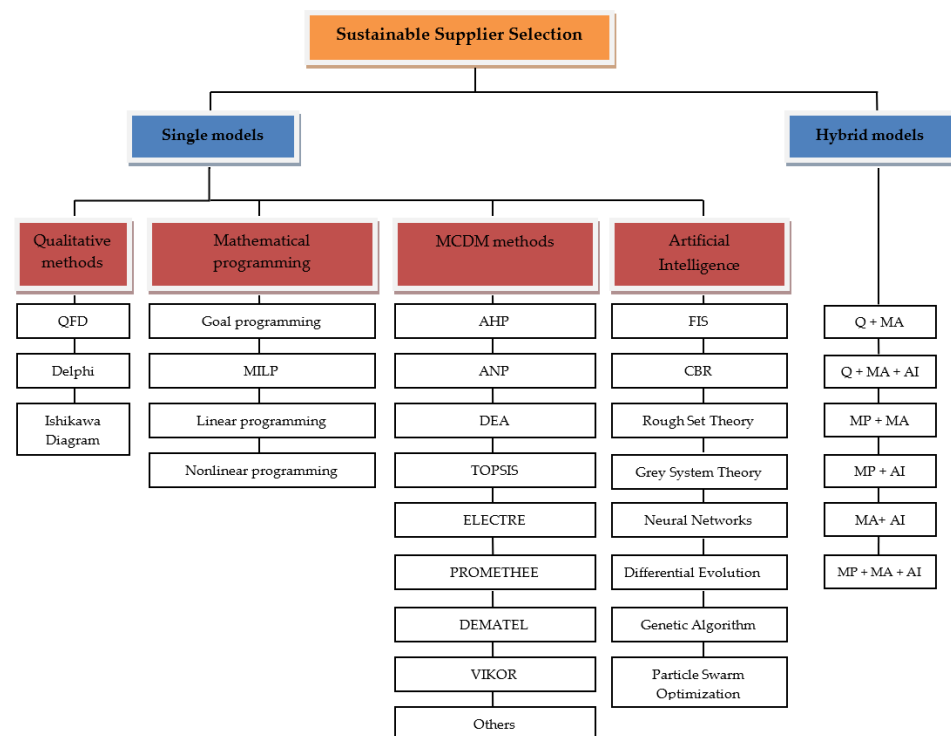 Sustainable Supplier Selection
Single models
Hybrid models
Qualitative
methods
Mathematical
programming
MCDM methods
Artificial
Intelligence
QFD
Delphi
Ishikawa
Diagram
Goal programming
MILP
Linear programming
Nonlinear programming
AHP
ANP
DEA
TOPSIS
ELECTRE
PROMETHEE
DEMATEL
VIKOR
Others
FIS
CBR
Rough Set Theory
Grey System Theory
Neural Networks
Differential Evolution
Genetic Algorithm
Particle Swarm
Optimization
Q + MA
Q + MA + AI
MP + MA
MP + AI
MA+ AI
MP + MA + AI